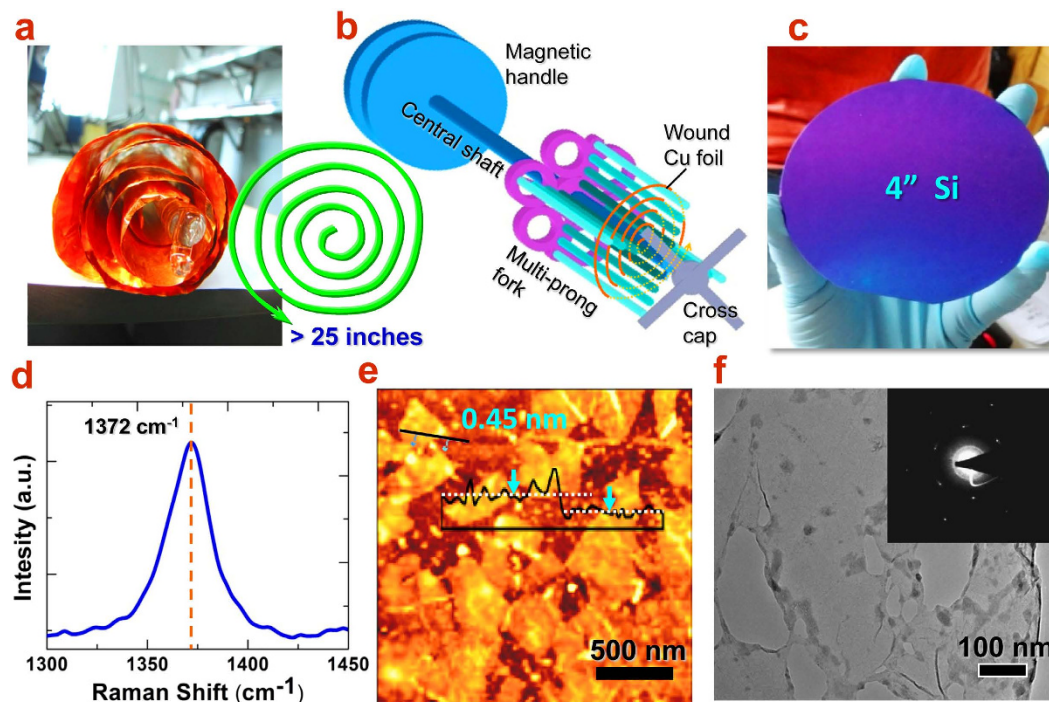 a
> 25 inches
b
Magnetic
handle
Central shaft
Wound
Cu foil
Multi-prong
fork
Cross
cap
c
4” Si
d
1372 cm-1
Intesity (a.u.)
1300
1350
1400
1450
Raman Shift (cm-1)
e
0.45 nm
500 nm
f
100 nm